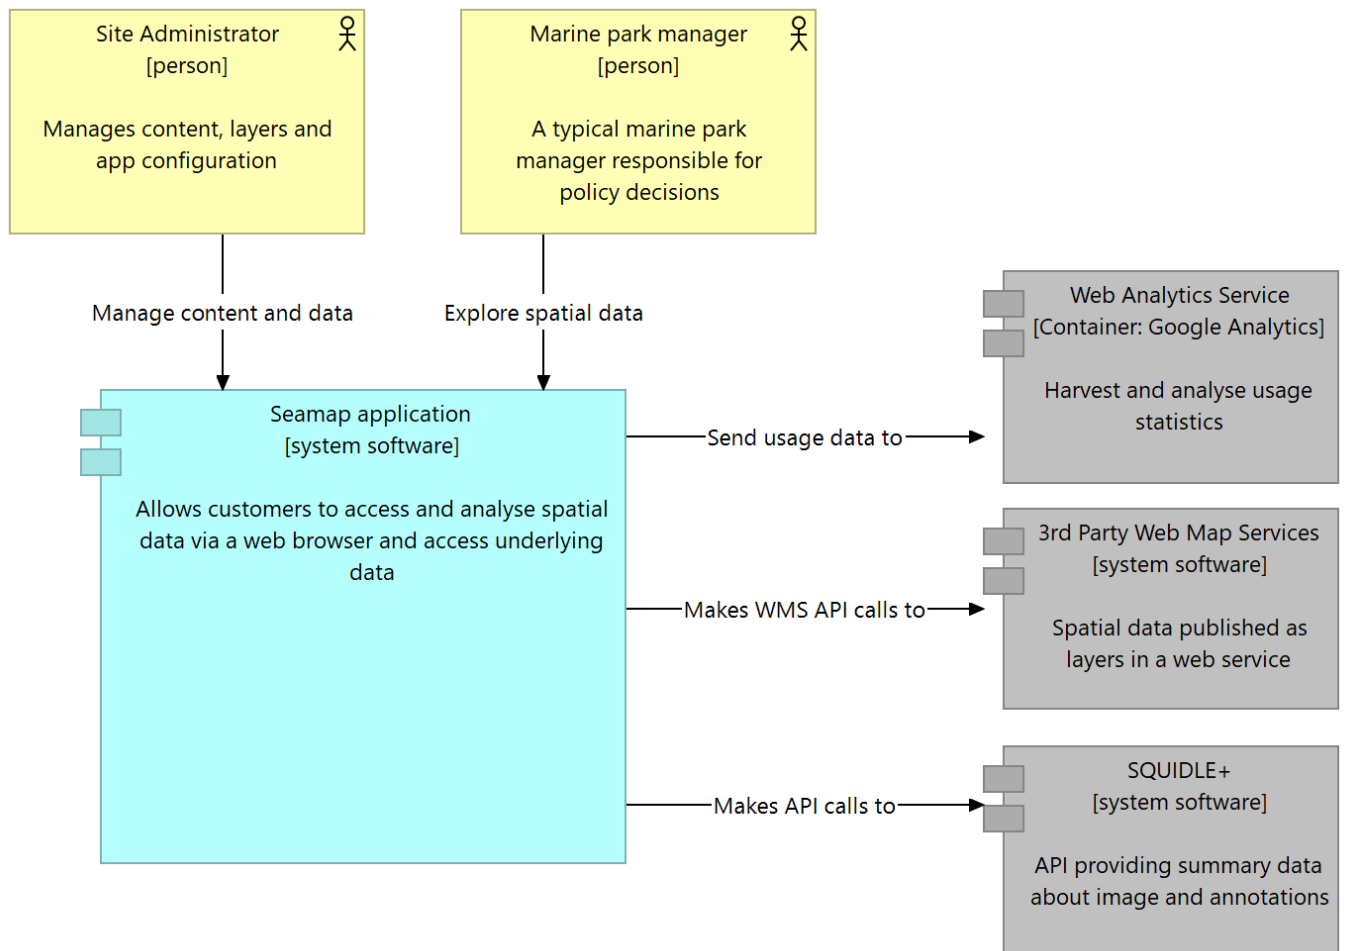 Site Administrator
[person]
Manages content, layers and
app configuration
Marine park manager
[person]
A typical marine park
manager responsible for
policy decisions
Manage content and data
Explore spatial data
Seamap application
[system software]
Allows customers to access and analyse spatial
data via a web browser and access underlying
data
Send usage data to
Makes WMS API calls to
Makes API calls to
Web Analytics Service
[Container: Google Analytics]
Harvest and analyse usage
statistics
3rd Party Web Map Services
[system software]
Spatial data published as
layers in a web service
SQUIDLE+
[system software]
API providing summary data
about image and annotations